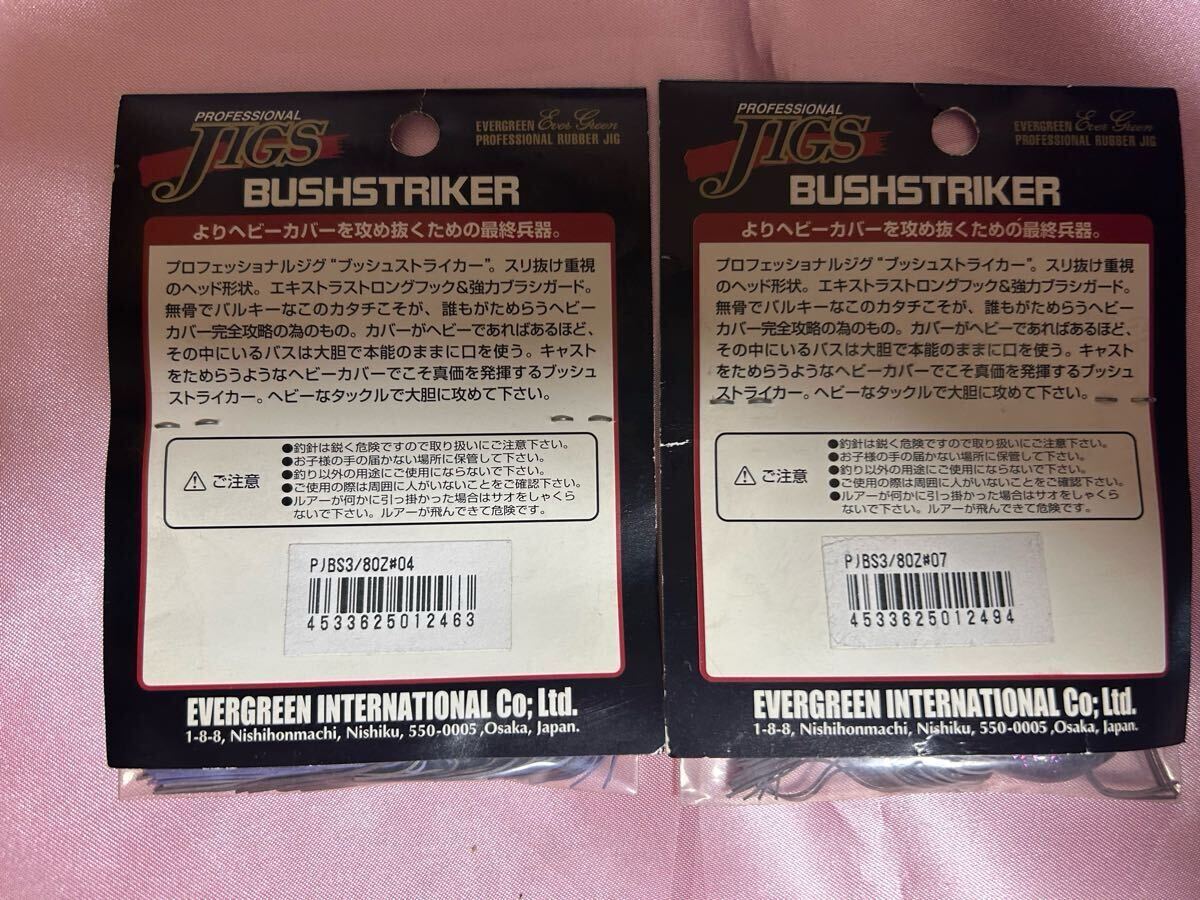 PROFESSIONAL
JIGS
EVERGREEN Ever Green
PROFESSIONAL RUBBER JIG
BUSHSTRIKER
よりヘビーカバーを攻め抜くための最終兵器。
プロフェッショナルジグ“ブッシュストライカー”。スリ抜け重視
のヘッド形状。エキストラストロングフック&強力ブラシガード。
無骨でバルキーなこのカタチこそが、誰もがためらうヘビー
カバー完全攻略の為のもの。カバーがヘビーであればあるほど、
その中にいるバスは大胆で本能のままに口を使う。キャスト
をためらうようなヘビーカバーでこそ真価を発揮するブッシュ
ストライカー。ヘビーなタックルで大胆に攻めて下さい。
ご注意
●釣針は鋭く危険ですので取り扱いにご注意下さい。
●お子様の手の届かない場所に保管して下さい。
●釣り以外の用途にご使用にならないで下さい。
●ご使用の際は周囲に人がいないことをご確認下さい。
●ルアーが何かに引っ掛かった場合はサオをしゃくら
ないで下さい。ルアーが飛んできて危険です。
PJBS3/8OZ#04
4533625012463
EVERGREEN INTERNATIONAL Co; Ltd.
1-8-8, Nishihonmachi, Nishiku, 550-0005 ,Osaka, Japan.
PROFESSIONAL
JIGS
EVERGREEN Ever Green
PROFESSIONAL RUBBER JIG
BUSHSTRIKER
よりヘビーカバーを攻め抜くための最終兵器。
プロフェッショナルジグ“ブッシュストライカー”。スリ抜け重視
のヘッド形状。エキストラストロングフック&強力ブラシガード。
無骨でバルキーなこのカタチこそが、誰もがためらうヘビー
カバー完全攻略の為のもの。カバーがヘビーであればあるほど、
その中にいるバスは大胆で本能のままに口を使う。キャスト
をためらうようなヘビーカバーでこそ真価を発揮するブッシュ
ストライカー。ヘビーなタックルで大胆に攻めて下さい。
ご注意
●釣針は鋭く危険ですので取り扱いにご注意下さい。
●お子様の手の届かない場所に保管して下さい。
●釣り以外の用途にご使用にならないで下さい。
●ご使用の際は周囲に人がいないことをご確認下さい。
●ルアーが何かに引っ掛かった場合はサオをしゃくら
ないで下さい。ルアーが飛んできて危険です。
PJBS3/8OZ#07
4533625012494
EVERGREEN INTERNATIONAL Co; Ltd.
1-8-8, Nishihonmachi, Nishiku, 550-0005 ,Osaka, Japan.